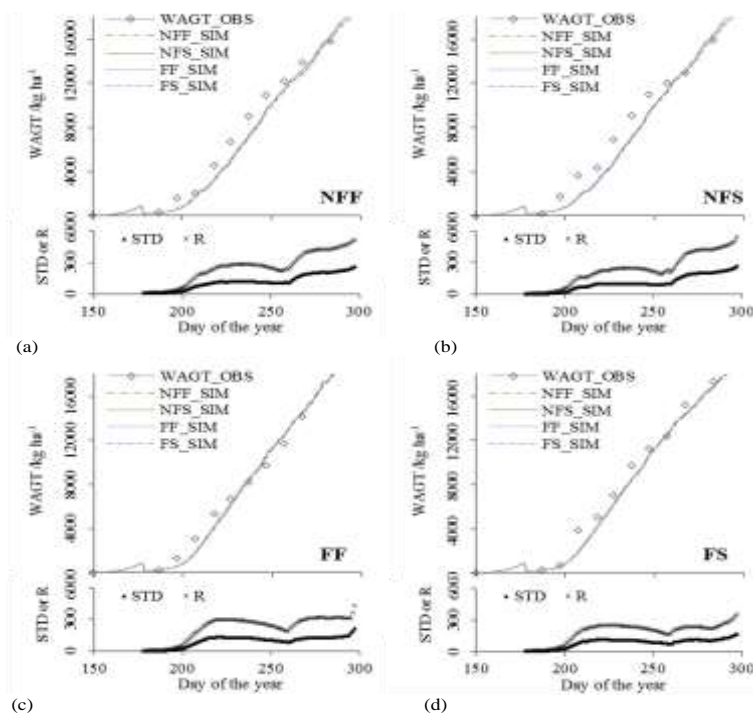 WAGT_OBS
NFF_SIM
NFS_SIM
FF_SIM
FS_SIM
WAGT /kg ha⁻¹
16000
12000
8000
4000
0
NFF
STD or R
6000
300
0
STD R
150 200 250 300
Day of the year
(a)
WAGT_OBS
NFF_SIM
NFS_SIM
FF_SIM
FS_SIM
WAGT /kg ha⁻¹
16000
12000
8000
4000
0
NFS
STD or R
6000
300
0
STD R
150 200 250 300
Day of the year
(b)
WAGT_OBS
NFF_SIM
NFS_SIM
FF_SIM
FS_SIM
WAGT /kg ha⁻¹
16000
12000
8000
4000
0
FF
STD or R
6000
300
0
STD R
150 200 250 300
Day of the year
(c)
WAGT_OBS
NFF_SIM
NFS_SIM
FF_SIM
FS_SIM
WAGT /kg ha⁻¹
16000
12000
8000
4000
0
FS
STD or R
6000
300
0
STD R
150 200 250 300
Day of the year
(d)